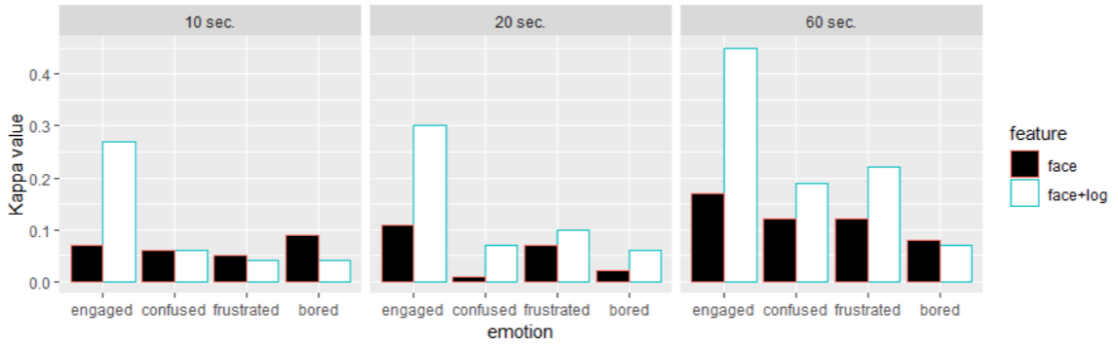 10 sec.
20 sec.
60 sec.
Kappa value
0.4
0.3
0.2
0.1
0.0
engaged confused frustrated bored
engaged confused frustrated bored
engaged confused frustrated bored
emotion
feature
face
face+log